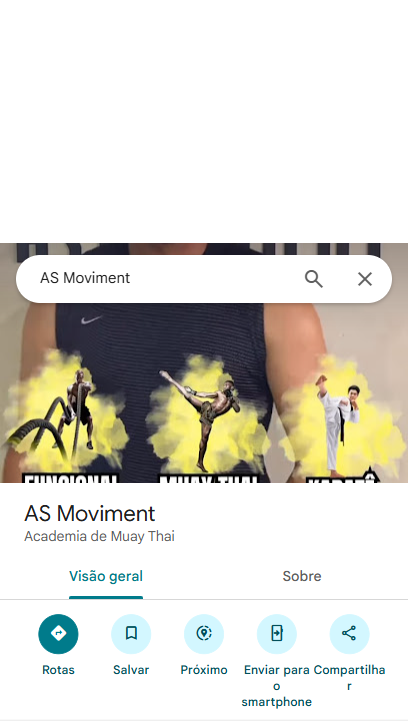 AS Moviment
FUNCIONAL MUAY THAI KARATÊ
AS Moviment
Academia de Muay Thai
Visão geral Sobre
Rotas Salvar Próximo Enviar para Compartilha
o r
smartphone